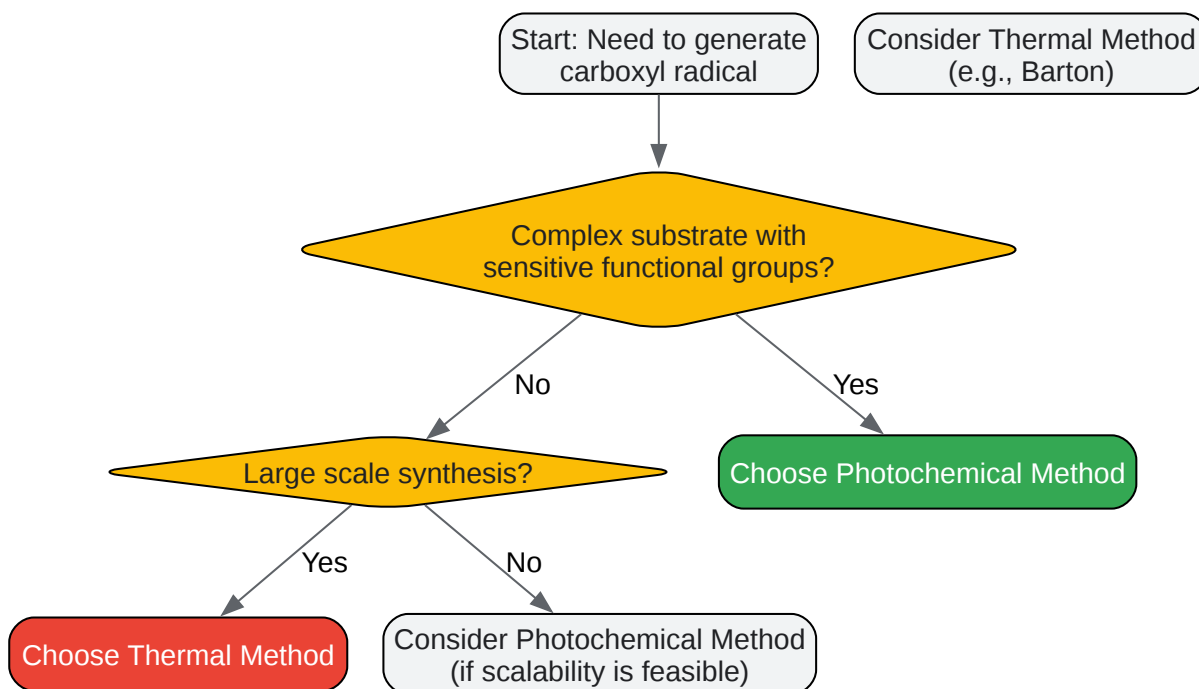 Start: Need to generate
carboxyl radical
Consider Thermal Method
(e.g., Barton)
Complex substrate with
sensitive functional groups?
No
Yes
Large scale synthesis?
Choose Photochemical Method
Yes
No
Choose Thermal Method
Consider Photochemical Method
(if scalability is feasible)